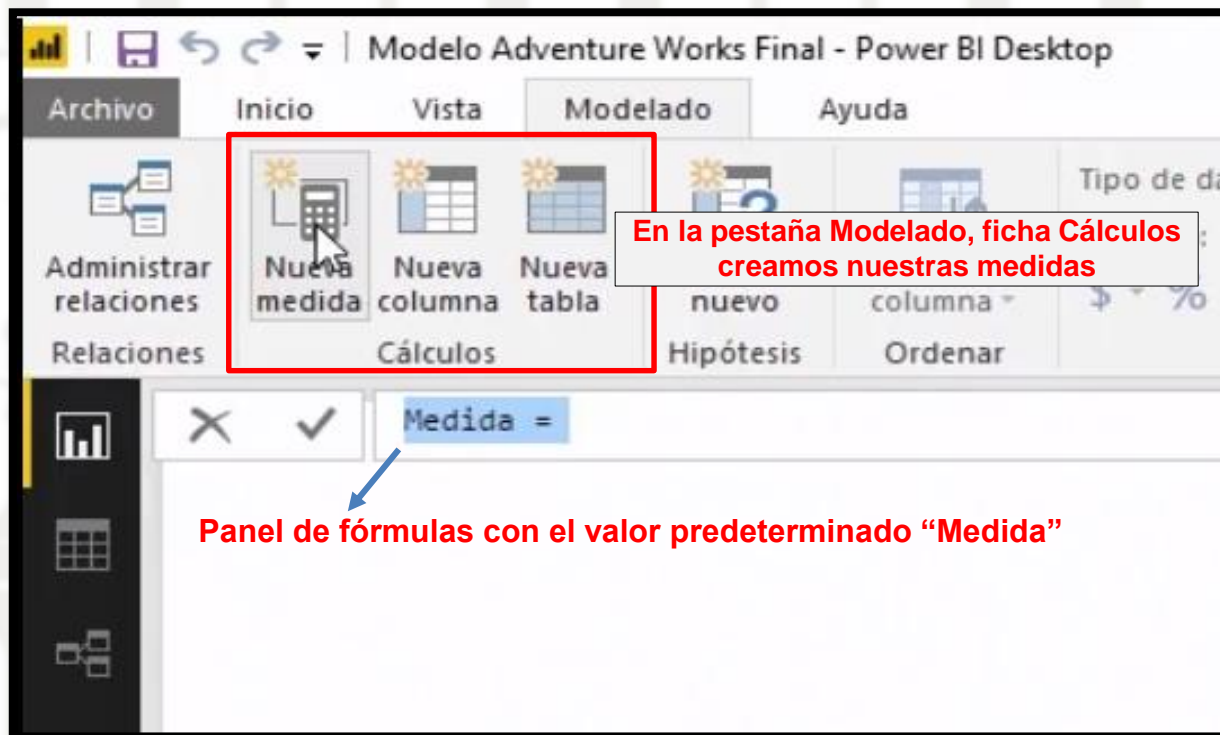 Modelo Adventure Works Final - Power BI Desktop
Archivo Inicio Vista Modelado Ayuda
Administrar relaciones
Nueva medida
Nueva columna
Nueva tabla
nuevo
columna
Tipo de da
$ %
En la pestaña Modelado, ficha Cálculos
creamos nuestras medidas
Relaciones Cálculos Hipótesis Ordenar
Medida =
Panel de fórmulas con el valor predeterminado “Medida”